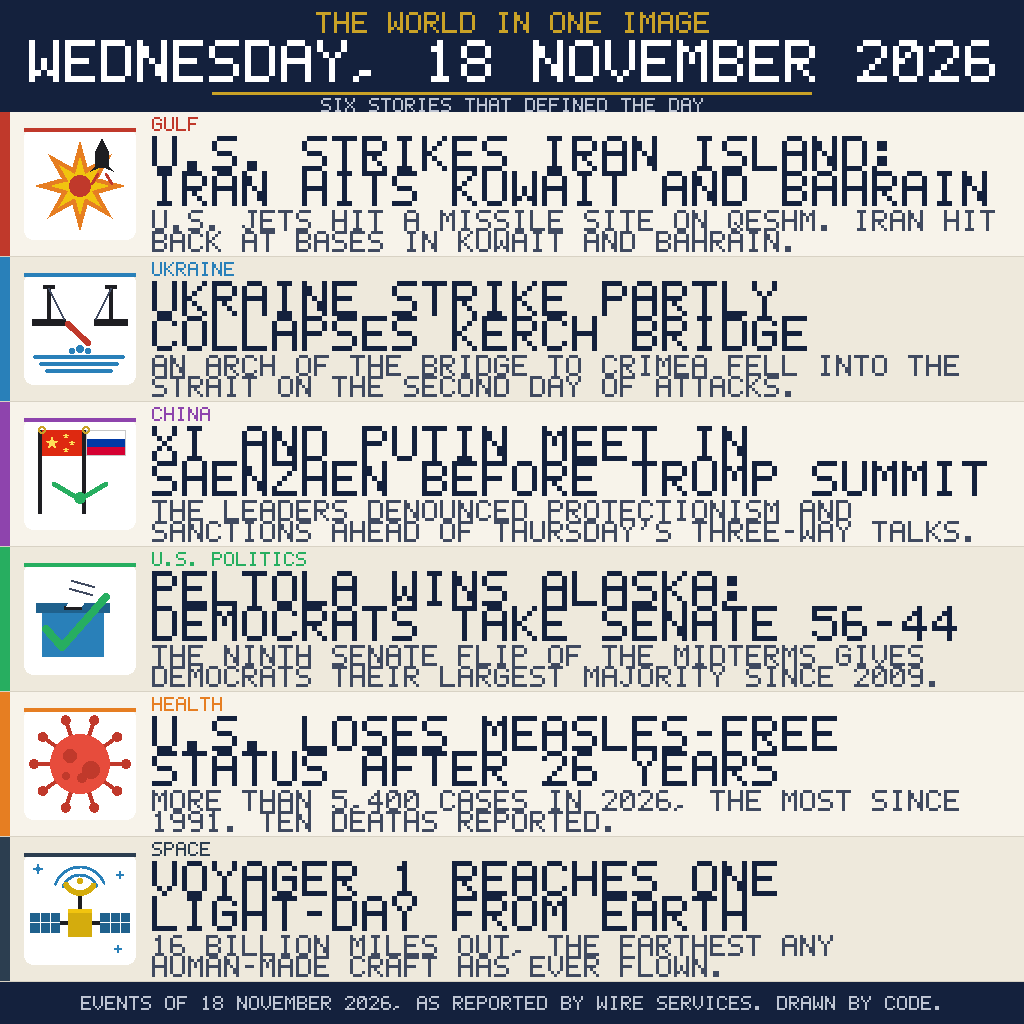 THE WORLD IN ONE IMAGE
WEDNESDAY, 18 NOVEMBER 2026
SIX STORIES THAT DEFINED THE DAY
GULF
U.S. STRIKES IRAN ISLAND;
IRAN HITS KUWAIT AND BAHRAIN
U.S. JETS HIT A MISSILE SITE ON QESHM. IRAN HIT
BACK AT BASES IN KUWAIT AND BAHRAIN.
UKRAINE
UKRAINE STRIKE PARTLY
COLLAPSES KERCH BRIDGE
AN ARCH OF THE BRIDGE TO CRIMEA FELL INTO THE
STRAIT ON THE SECOND DAY OF ATTACKS.
CHINA
XI AND PUTIN MEET IN
SHENZHEN BEFORE TRUMP SUMMIT
THE LEADERS DENOUNCED PROTECTIONISM AND
SANCTIONS AHEAD OF THURSDAY'S THREE-WAY TALKS.
U.S. POLITICS
PELTOLA WINS ALASKA;
DEMOCRATS TAKE SENATE 56-44
THE NINTH SENATE FLIP OF THE MIDTERMS GIVES
DEMOCRATS THEIR LARGEST MAJORITY SINCE 2009.
HEALTH
U.S. LOSES MEASLES-FREE
STATUS AFTER 26 YEARS
MORE THAN 5,400 CASES IN 2026, THE MOST SINCE
1991. TEN DEATHS REPORTED.
SPACE
VOYAGER 1 REACHES ONE
LIGHT-DAY FROM EARTH
16 BILLION MILES OUT, THE FARTHEST ANY
HUMAN-MADE CRAFT HAS EVER FLOWN.
EVENTS OF 18 NOVEMBER 2026, AS REPORTED BY WIRE SERVICES. DRAWN BY CODE.